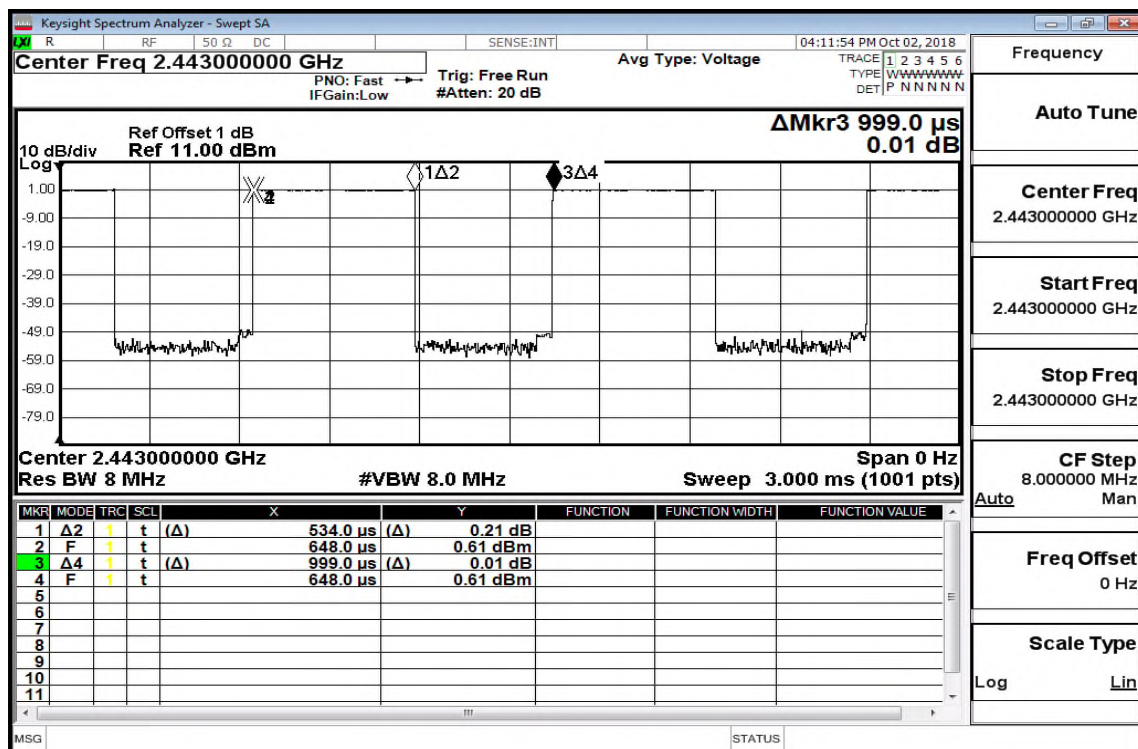 Keysight Spectrum Analyzer - Swept SA
LXI R RF 50 Ω DC SENSE:INT 04:11:54 PM Oct 02, 2018
Center Freq 2.443000000 GHz
PNO: Fast
IFGain:Low
Trig: Free Run
#Atten: 20 dB
Avg Type: Voltage
TRACE 1 2 3 4 5 6
TYPE WWWWWWW
DET P N N N N N
ΔMkr3 999.0 µs
0.01 dB
Ref Offset 1 dB
10 dB/div Ref 11.00 dBm
Log
1Δ2
3Δ4
1.00
-9.00
-19.0
-29.0
-39.0
-49.0
-59.0
-69.0
-79.0
Center 2.443000000 GHz Span 0 Hz
Res BW 8 MHz #VBW 8.0 MHz Sweep 3.000 ms (1001 pts)
MKR MODE TRC SCL X Y FUNCTION FUNCTION WIDTH FUNCTION VALUE
1 Δ2 1 t (Δ) 534.0 µs (Δ) 0.21 dB
2 F 1 t 648.0 µs 0.61 dBm
3 Δ4 1 t (Δ) 999.0 µs (Δ) 0.01 dB
4 F 1 t 648.0 µs 0.61 dBm
5
6
7
8
9
10
11
MSG STATUS
Frequency
Auto Tune
Center Freq
2.443000000 GHz
Start Freq
2.443000000 GHz
Stop Freq
2.443000000 GHz
CF Step
8.000000 MHz
Auto Man
Freq Offset
0 Hz
Scale Type
Log Lin